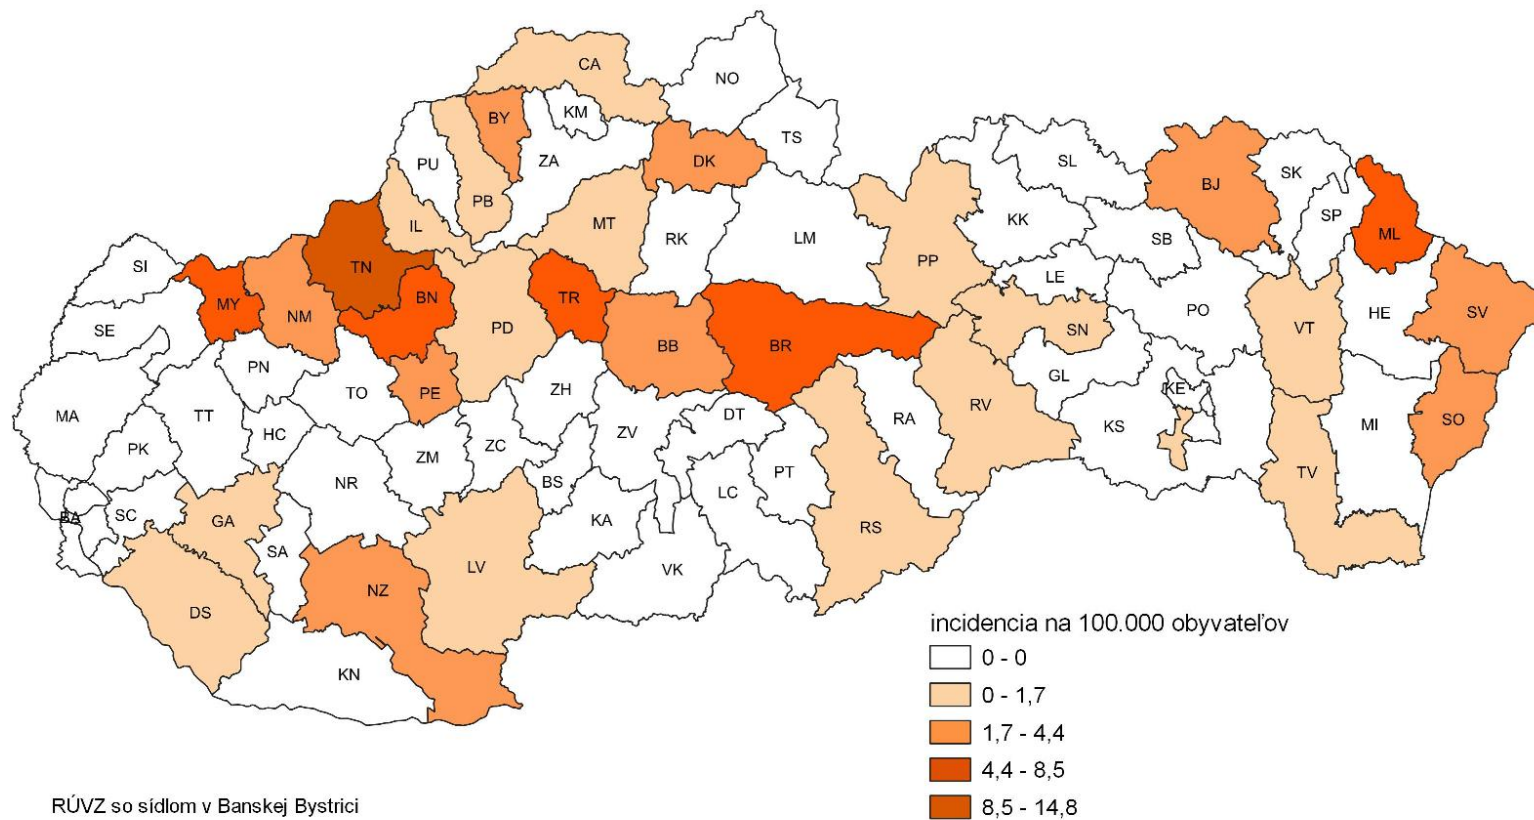 CA
NO
KM
BY
TS
ZA
DK
PU
SL
SK
BJ
PB
SP
IL
MT
RK
LM
KK
SB
ML
SI
TN
PP
LE
MY
BN
TR
NM
SE
PD
BB
BR
SN
PO
VT
HE
SV
PN
TO
PE
ZH
GL
KE
MA
TT
HC
DT
RA
RV
KS
MI
SO
PK
ZM
ZC
ZV
PT
NR
BS
LC
TV
BA
SC
GA
KA
RS
SA
LV
VK
NZ
DS
KN
incidencia na 100.000 obyvateľov
0 - 0
0 - 1,7
1,7 - 4,4
4,4 - 8,5
8,5 - 14,8
RÚVZ so sídlom v Banskej Bystrici